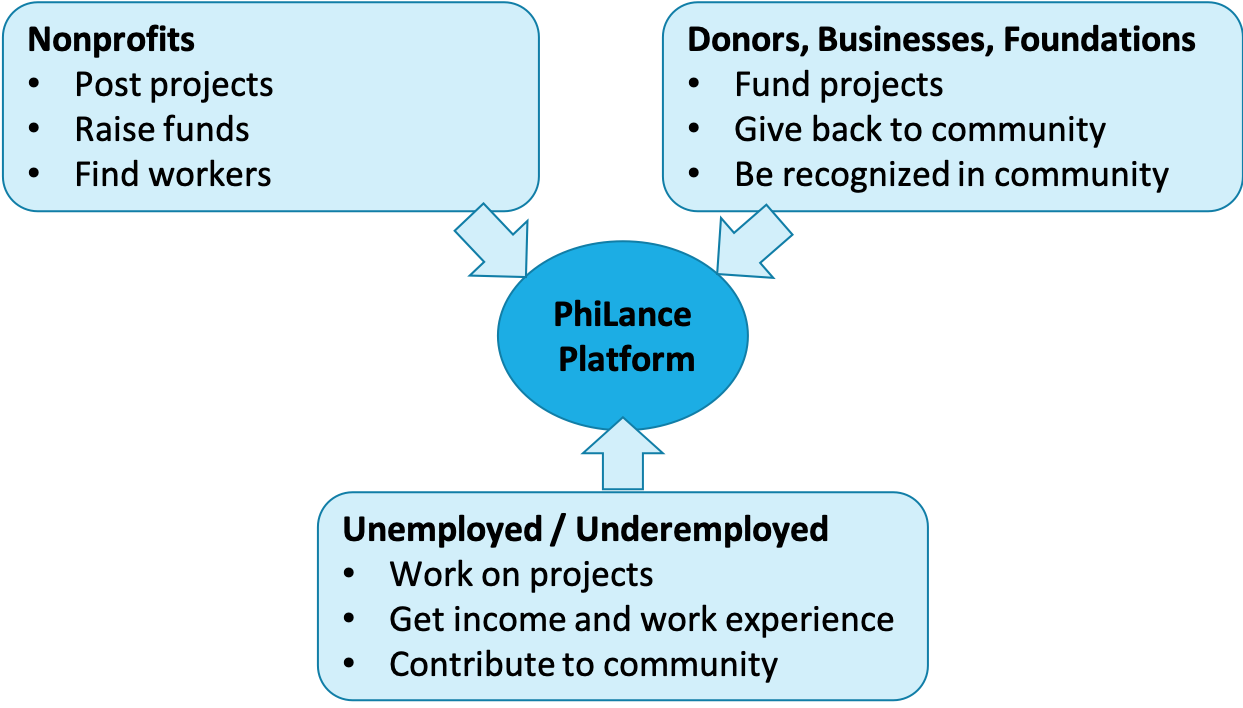 Nonprofits
• Post projects
• Raise funds
• Find workers
Donors, Businesses, Foundations
• Fund projects
• Give back to community
• Be recognized in community
PhiLance
Platform
Unemployed / Underemployed
• Work on projects
• Get income and work experience
• Contribute to community